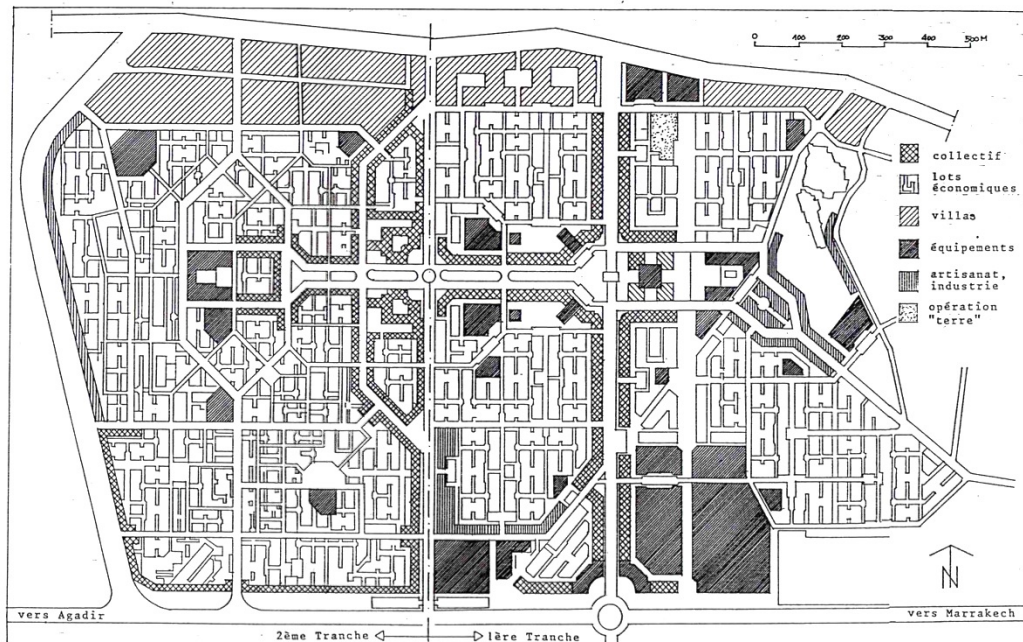 0 100 200 300 500 M
collectif
lots
économiques
villas
équipements
artisanat,
industrie
opération
"terre"
N
vers Agadir
vers Marrakech
2ème Tranche
1ère Tranche